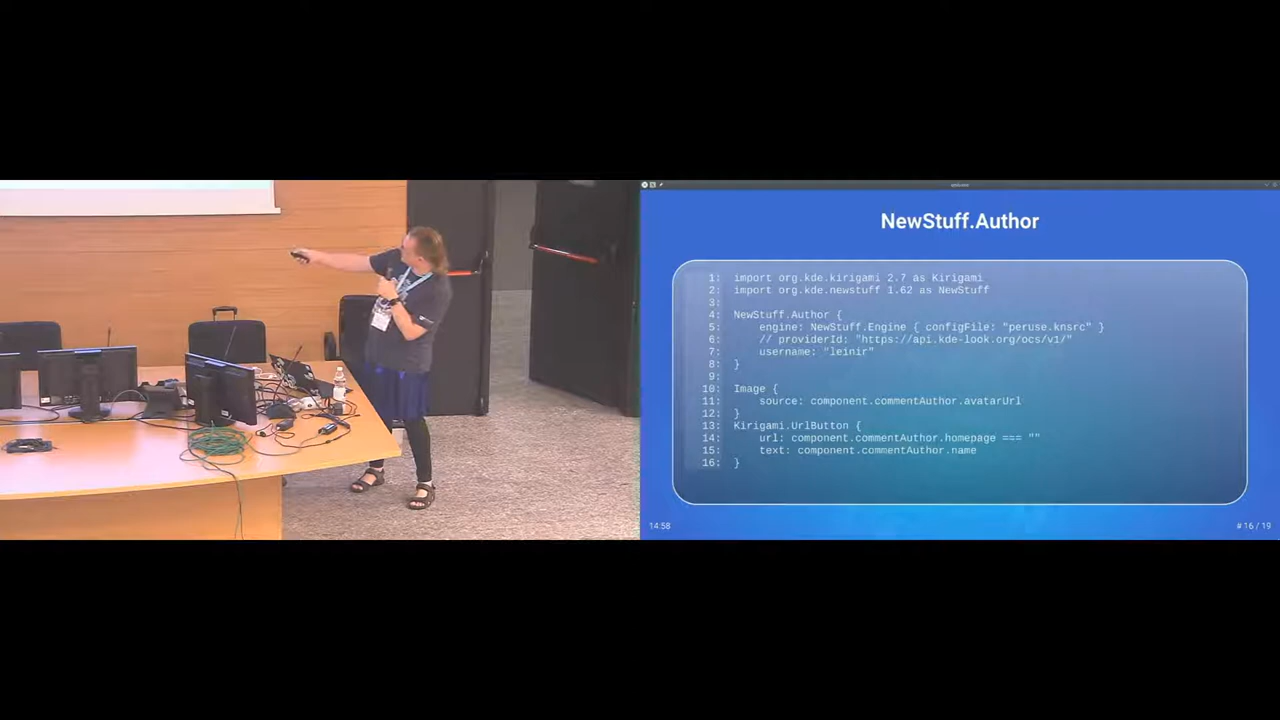 NewStuff.Author
1: import org.kde.kirigami 2.7 as Kirigami
2: import org.kde.newstuff 1.62 as NewStuff
3:
4: NewStuff.Author {
5: engine: NewStuff.Engine { configFile: "peruse.knsrc" }
6: // providerId: "https://api.kde-look.org/ocs/v1/"
7: username: "leinir"
8: }
9:
10: Image {
11: source: component.commentAuthor.avatarUrl
12: }
13: Kirigami.UrlButton {
14: url: component.commentAuthor.homepage === ""
15: text: component.commentAuthor.name
16: }
14:58
# 16 / 19